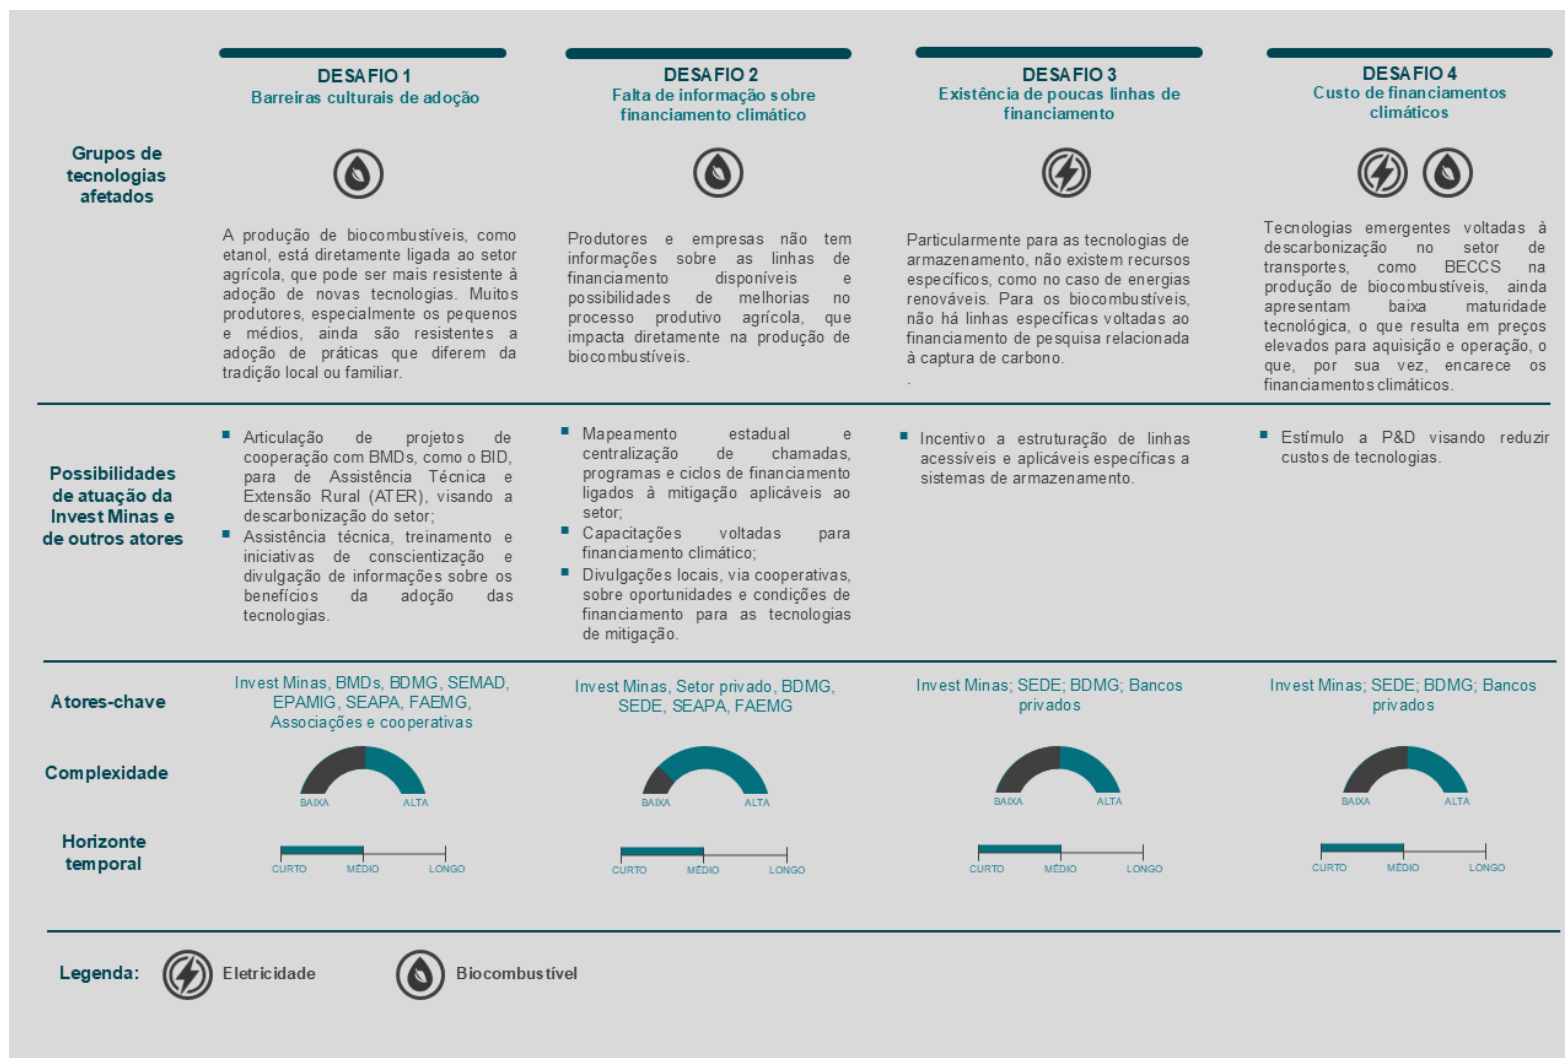 DESAFIO 1
Barreiras culturais de adoção
DESAFIO 2
Falta de informação sobre
financiamento climático
DESAFIO 3
Existência de poucas linhas de
financiamento
DESAFIO 4
Custo de financiamentos
climáticos
Grupos de
tecnologias
afetados
A produção de biocombustíveis, como
etanol, está diretamente ligada ao setor
agrícola, que pode ser mais resistente à
adoção de novas tecnologias. Muitos
produtores, especialmente os pequenos
e médios, ainda são resistentes a
adoção de práticas que diferem da
tradição local ou familiar.
Produtores e empresas não tem
informações sobre as linhas de
financiamento disponíveis e
possibilidades de melhorias no
processo produtivo agrícola, que
impacta diretamente na produção de
biocombustíveis.
Particularmente para as tecnologias de
armazenamento, não existem recursos
específicos, como no caso de energias
renováveis. Para os biocombustíveis,
não há linhas específicas voltadas ao
financiamento de pesquisa relacionada
à captura de carbono.
.
Tecnologias emergentes voltadas à
descarbonização no setor de
transportes, como BECCS na
produção de biocombustíveis, ainda
apresentam baixa maturidade
tecnológica, o que resulta em preços
elevados para aquisição e operação, o
que, por sua vez, encarece os
financiamentos climáticos.
Possibilidades
de atuação da
Invest Minas e
de outros atores
▪ Articulação de projetos de
cooperação com BMDs, como o BID,
para de Assistência Técnica e
Extensão Rural (ATER), visando a
descarbonização do setor;
▪ Assistência técnica, treinamento e
iniciativas de conscientização e
divulgação de informações sobre os
benefícios da adoção das
tecnologias.
▪ Mapeamento estadual e
centralização de chamadas,
programas e ciclos de financiamento
ligados à mitigação aplicáveis ao
setor;
▪ Capacitações voltadas para
financiamento climático;
▪ Divulgações locais, via cooperativas,
sobre oportunidades e condições de
financiamento para as tecnologias
de mitigação.
▪ Incentivo a estruturação de linhas
acessíveis e aplicáveis específicas a
sistemas de armazenamento.
▪ Estímulo a P&D visando reduzir
custos de tecnologias.
Atores-chave
Invest Minas, BMDs, BDMG, SEMAD,
EPAMIG, SEAPA, FAEMG,
Associações e cooperativas
Invest Minas, Setor privado, BDMG,
SEDE, SEAPA, FAEMG
Invest Minas; SEDE; BDMG; Bancos
privados
Invest Minas; SEDE; BDMG; Bancos
privados
Complexidade
BAIXA ALTA
BAIXA ALTA
BAIXA ALTA
BAIXA ALTA
Horizonte
temporal
CURTO MÉDIO LONGO
CURTO MÉDIO LONGO
CURTO MÉDIO LONGO
CURTO MÉDIO LONGO
Legenda: Eletricidade Biocombustível